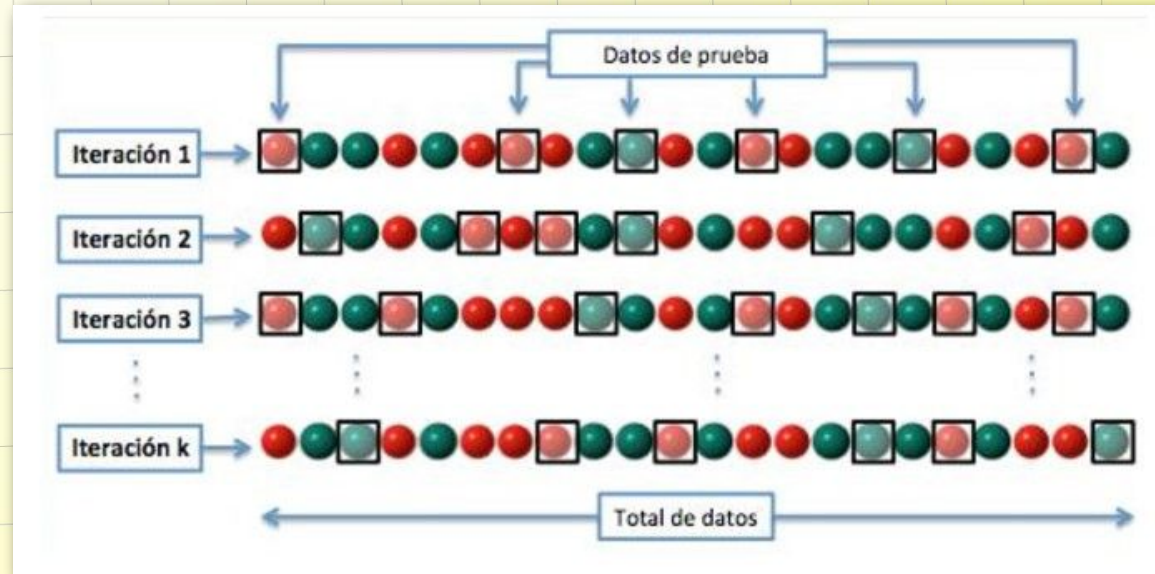 Datos de prueba
Iteración 1
Iteración 2
Iteración 3
Iteración k
Total de datos